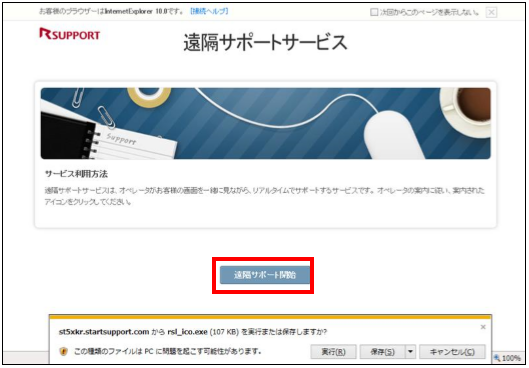 お客様のブラウザーはInternetExplorer 10.0です。 [接続ヘルプ]
次回からこのページを表示しない。
RSUPPORT
遠隔サポートサービス
Support
サービス利用方法
遠隔サポートサービスは、オペレータがお客様の画面を一緒に見ながら、リアルタイムでサポートするサービスです。オペレータの案内に従い、案内された
アイコンをクリックしてください。
遠隔サポート開始
st5xkr.startsupport.com から rsl_ico.exe (107 KB) を実行または保存しますか?
この種類のファイルは PC に問題を起こす可能性があります。
実行(R)
保存(S)
キャンセル(C)
100%